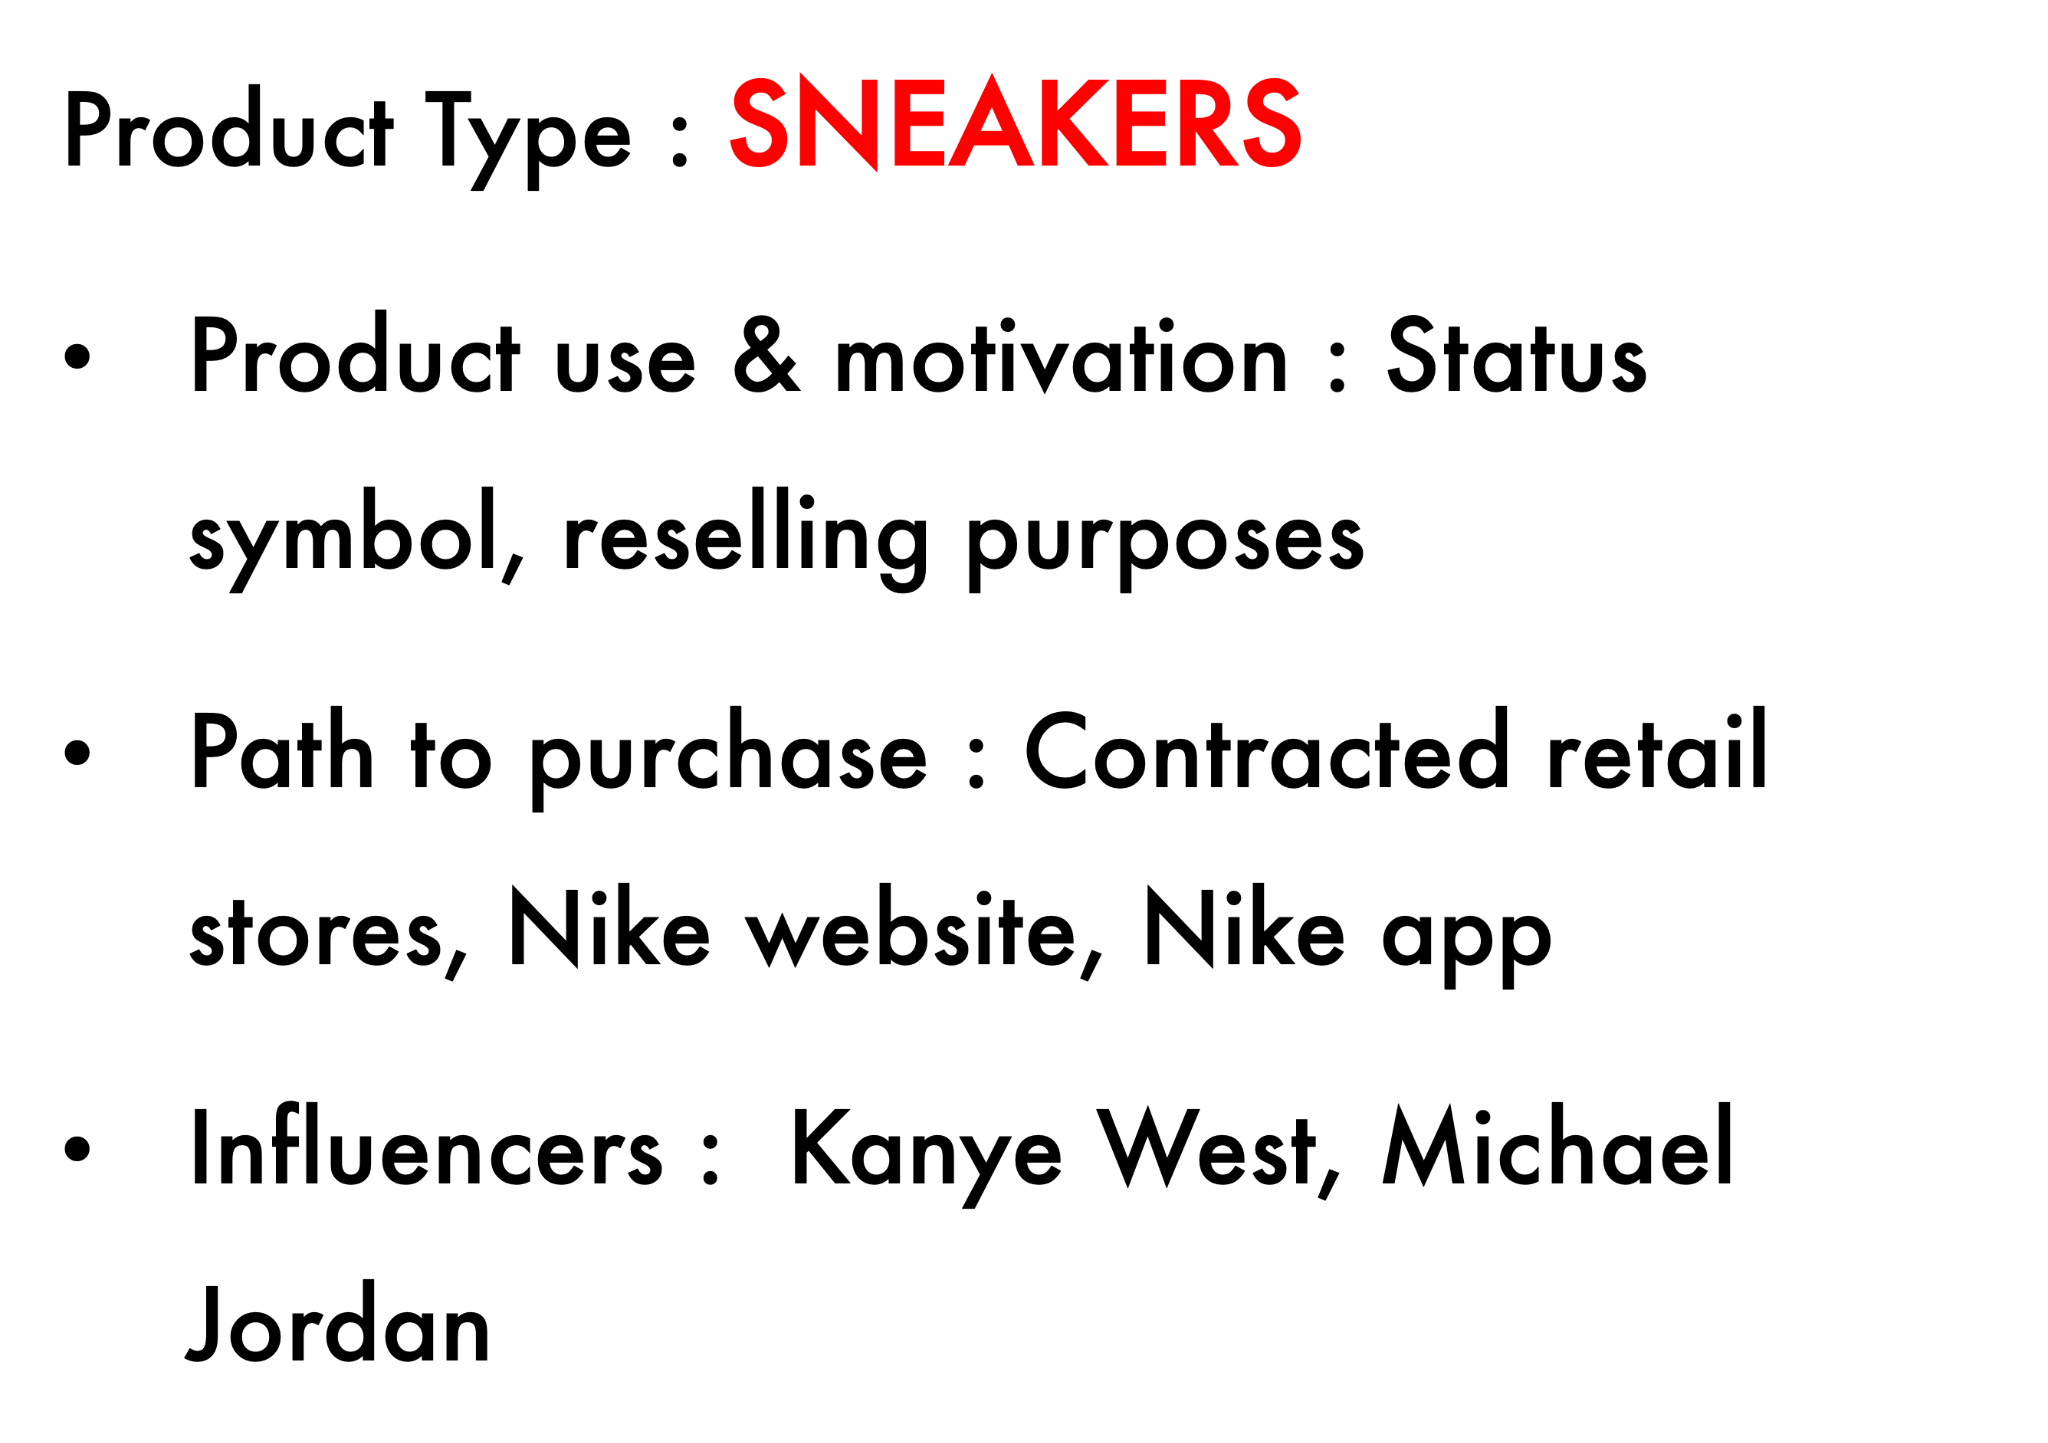 Product Type : SNEAKERS
• Product use & motivation : Status
symbol, reselling purposes
• Path to purchase : Contracted retail
stores, Nike website, Nike app
• Influencers :  Kanye West, Michael
Jordan